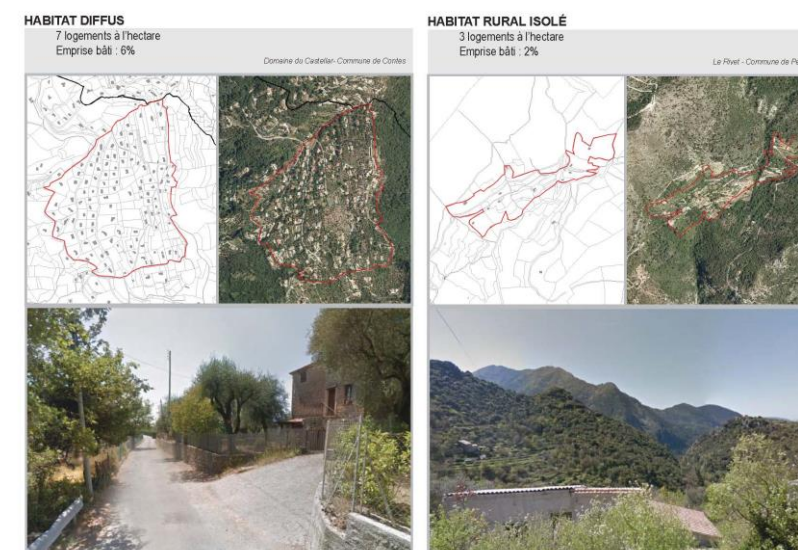 HABITAT DIFFUS
7 logements à l'hectare
Emprise bâti : 6%
Domaine du Castellar- Commune de Contes
HABITAT RURAL ISOLÉ
3 logements à l'hectare
Emprise bâti : 2%
Le Rivet - Commune de